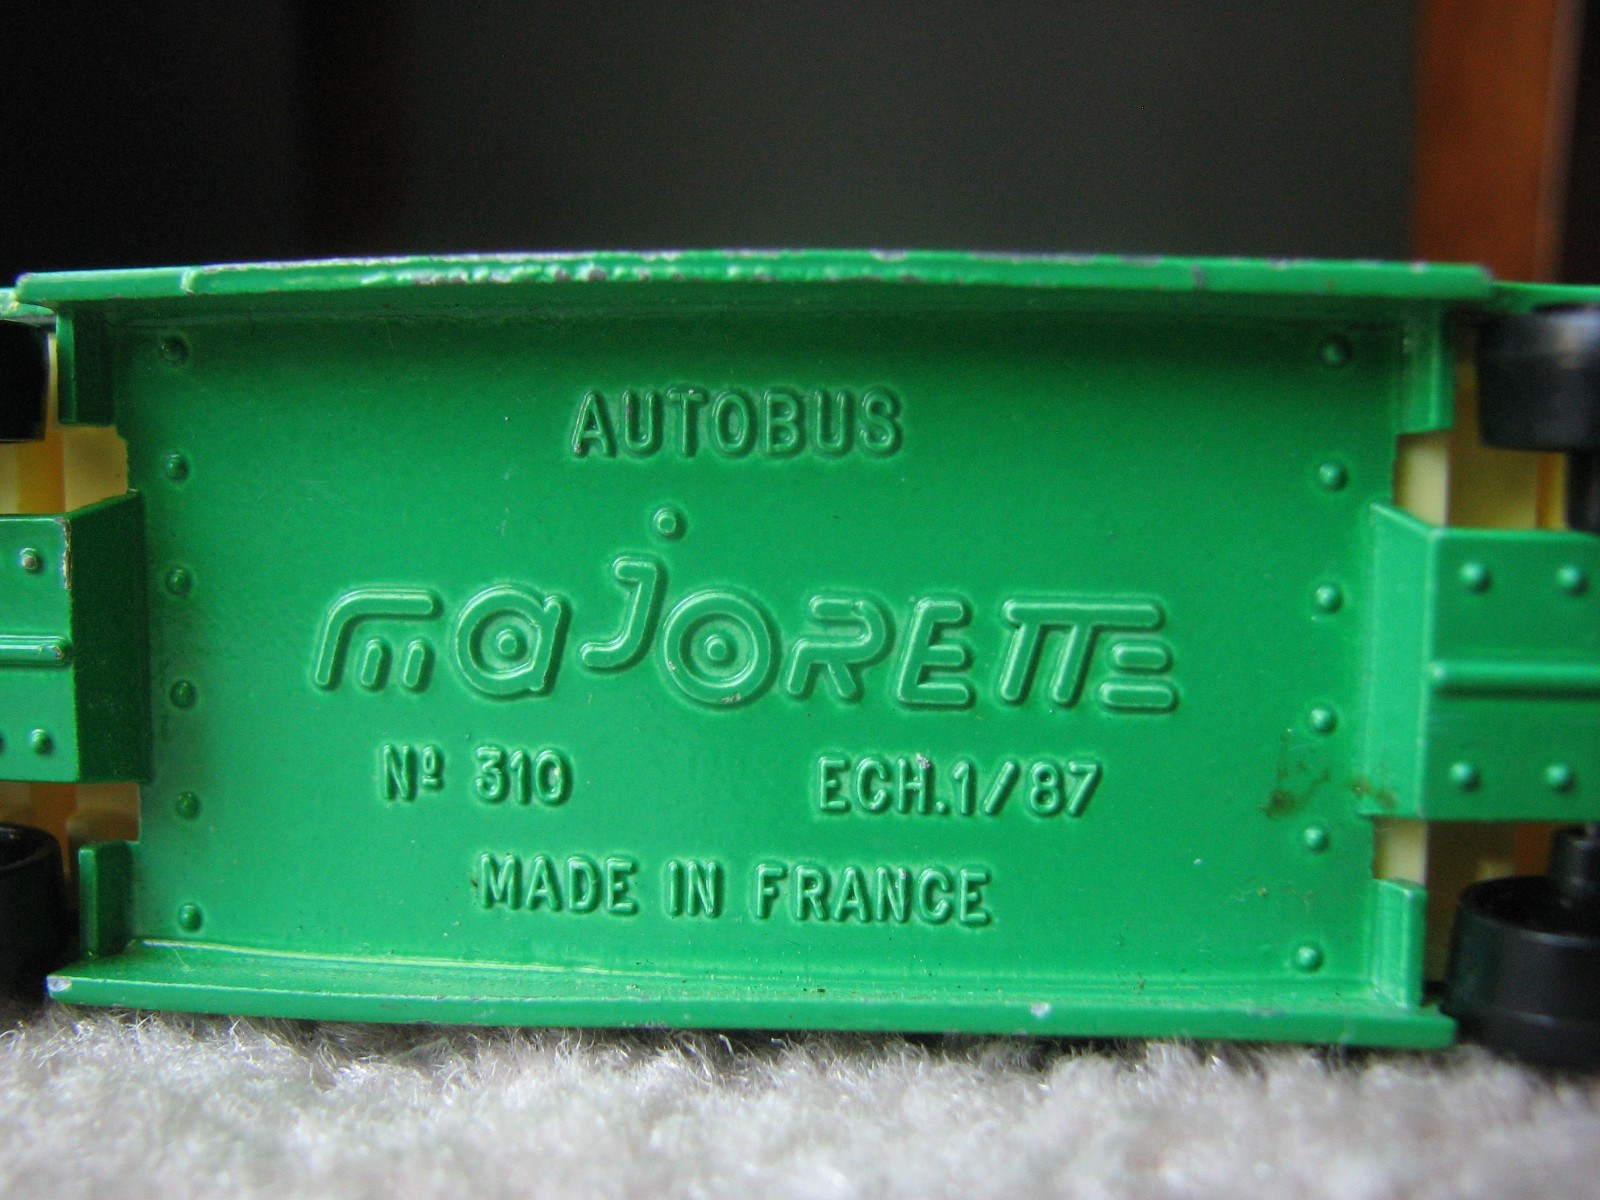 AUTOBUS
majorette
Nº 310 ECH.1/87
MADE IN FRANCE